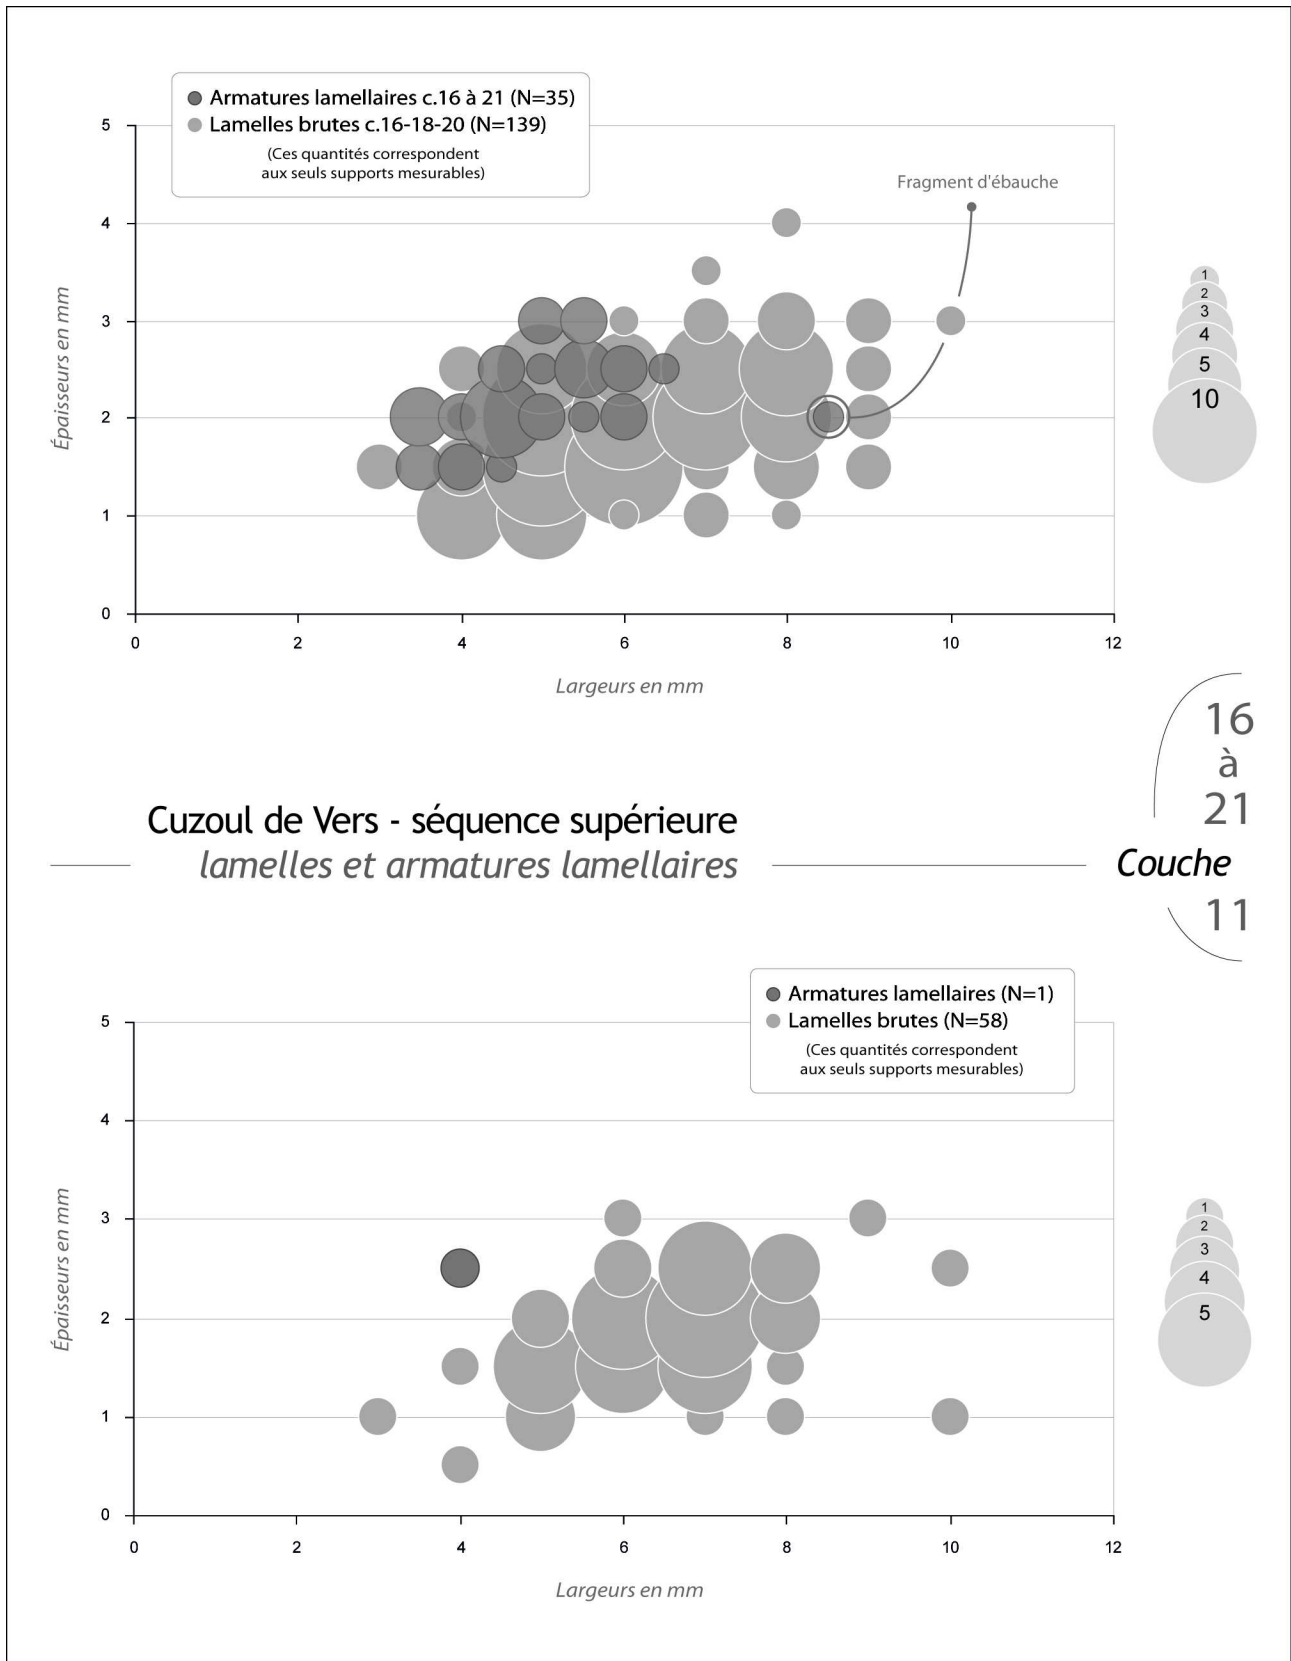 Armatures lamellaires c.16 à 21 (N=35)
Lamelles brutes c.16-18-20 (N=139)
(Ces quantités correspondent
aux seuls supports mesurables)
Fragment d'ébauche
Épaisseurs en mm
5
4
3
2
1
0
0 2 4 6 8 10 12
Largeurs en mm
1
2
3
4
5
10
Cuzoul de Vers - séquence supérieure
lamelles et armatures lamellaires
16
à
21
Couche
11
Armatures lamellaires (N=1)
Lamelles brutes (N=58)
(Ces quantités correspondent
aux seuls supports mesurables)
Épaisseurs en mm
5
4
3
2
1
0
0 2 4 6 8 10 12
Largeurs en mm
1
2
3
4
5